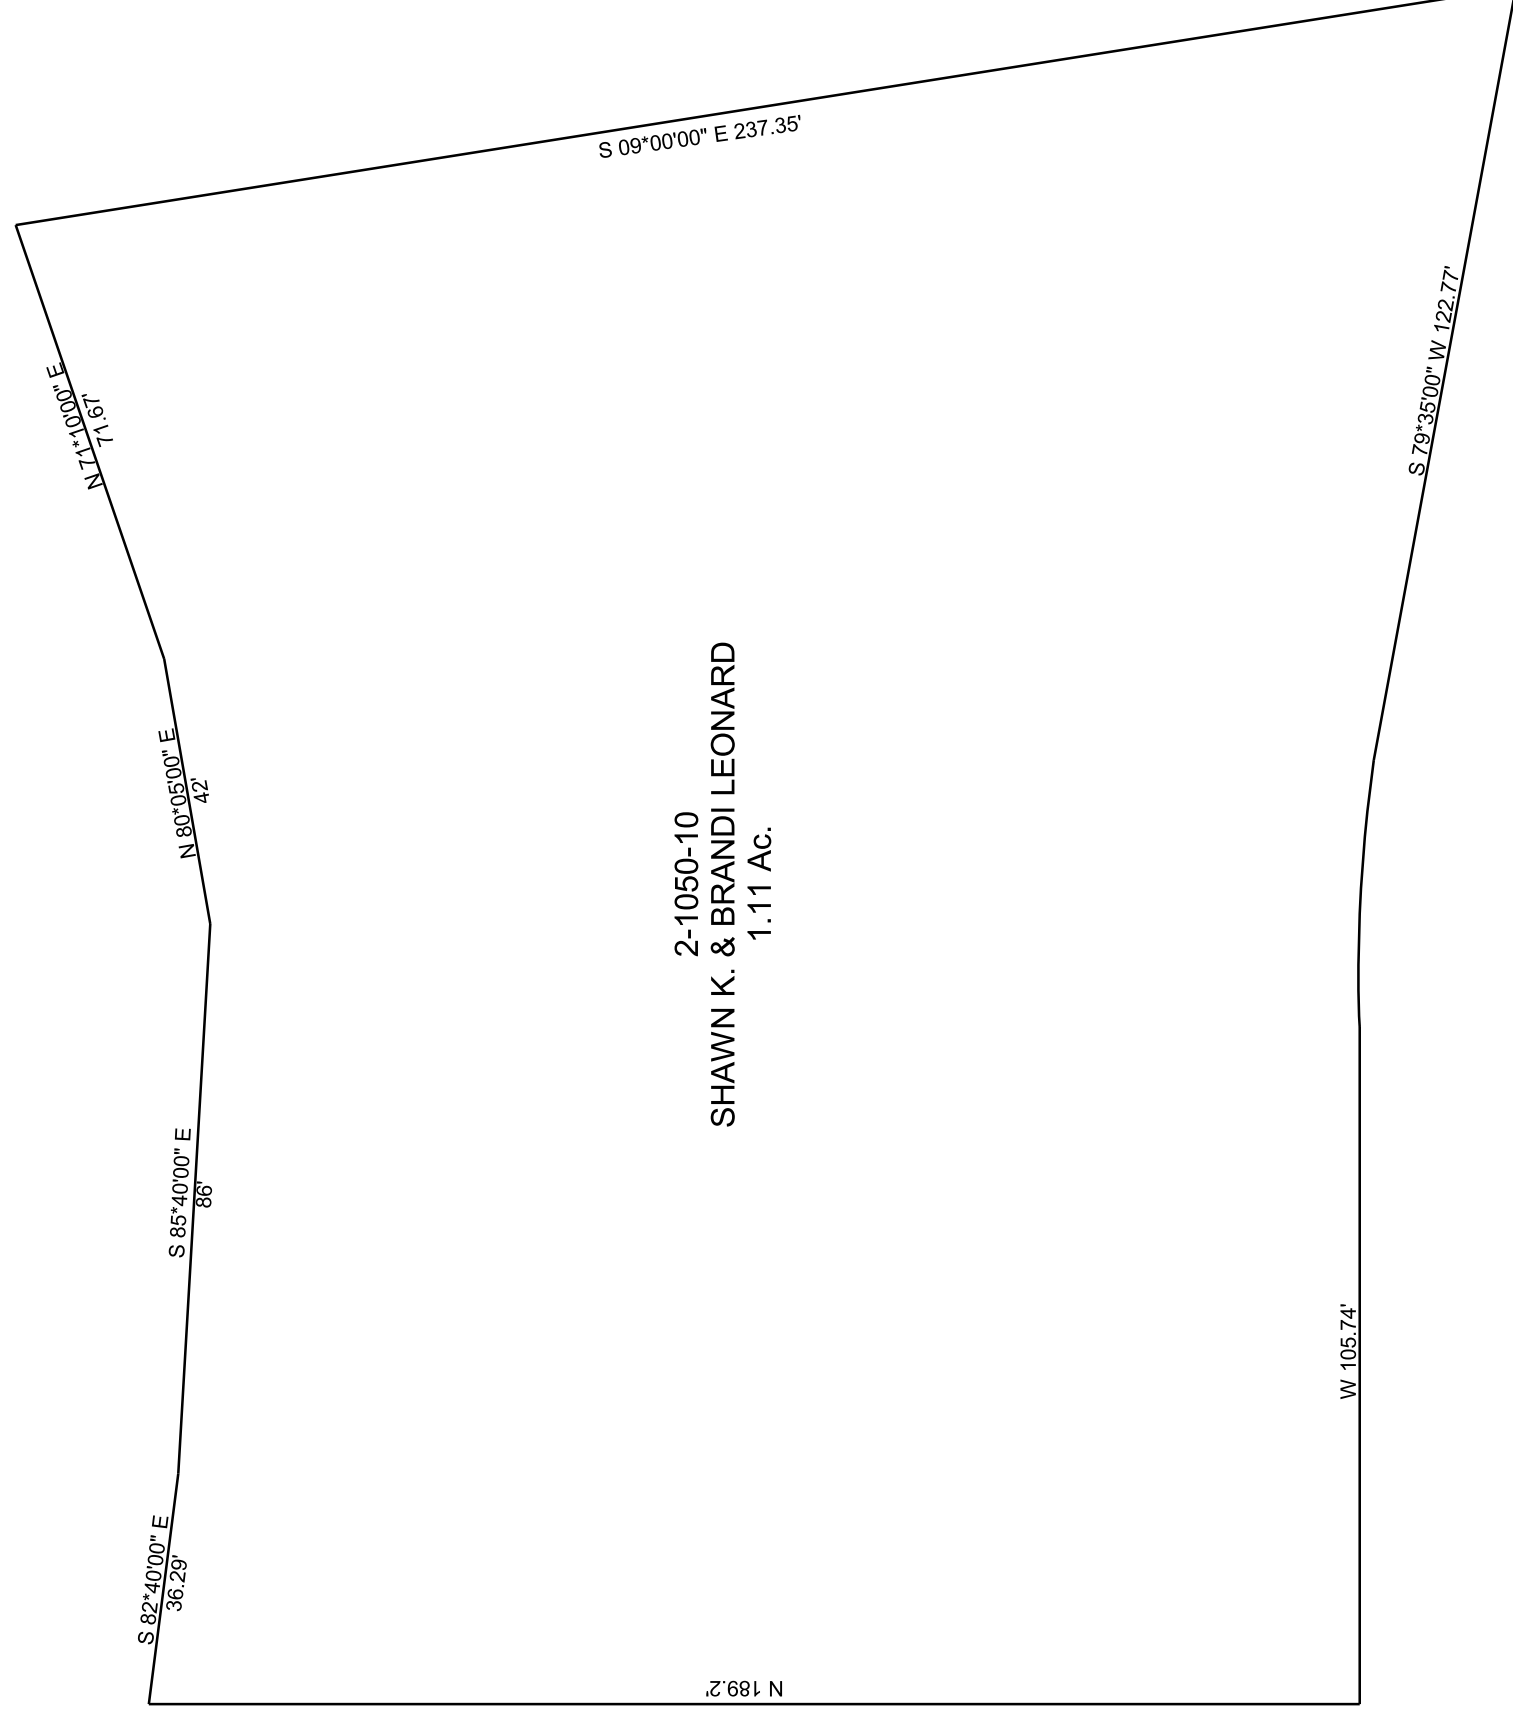 S 09*00'00" E 237.35'
N 71*10'00" E
71.67'
S 79*35'00" W 122.77'
N 80*05'00" E
42'
2-1050-10
SHAWN K. & BRANDI LEONARD
1.11 Ac.
S 85*40'00" E
86'
W 105.74'
S 82*40'00" E
36.29'
N 189.2'